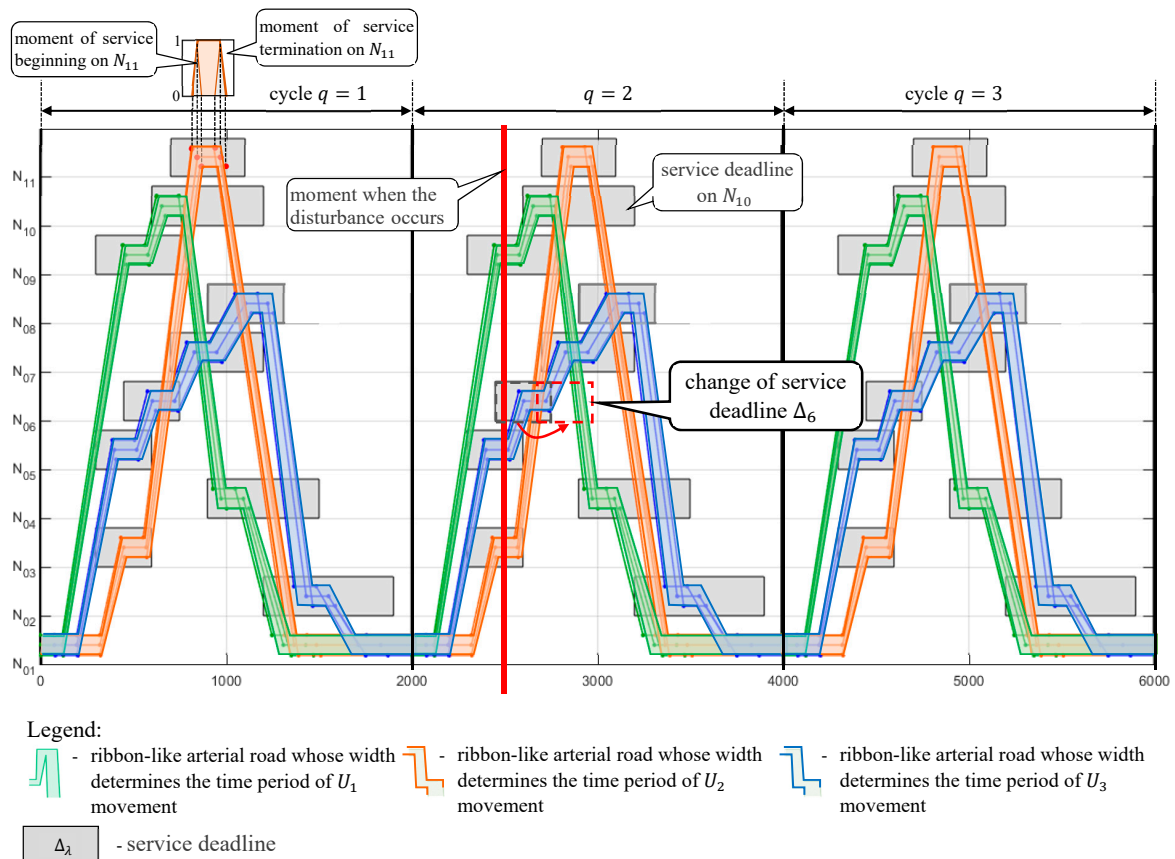 moment of service
beginning on N₁₁
1
0
moment of service
termination on N₁₁
cycle q = 1
q = 2
cycle q = 3
N₁₁
N₁₀
N₀₉
N₀₈
N₀₇
N₀₆
N₀₅
N₀₄
N₀₃
N₀₂
N₀₁
moment when the
disturbance occurs
service deadline
on N₁₀
change of service
deadline Δ₆
0
1000
2000
3000
4000
5000
6000
Legend:
- ribbon-like arterial road whose width
determines the time period of U₁
movement
- ribbon-like arterial road whose width
determines the time period of U₂
movement
- ribbon-like arterial road whose width
determines the time period of U₃
movement
Δ_λ - service deadline